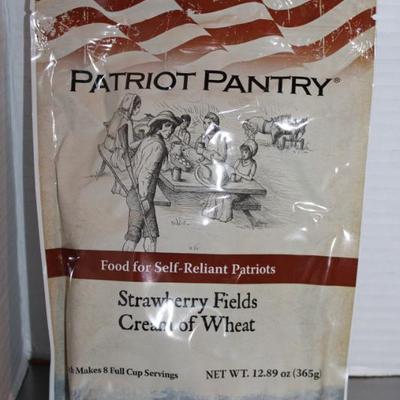 PATRIOT PANTRY®
Food for Self-Reliant Patriots
Strawberry Fields
Cream of Wheat
Makes 8 Full Cup Servings NET WT. 12.89 oz (365g)